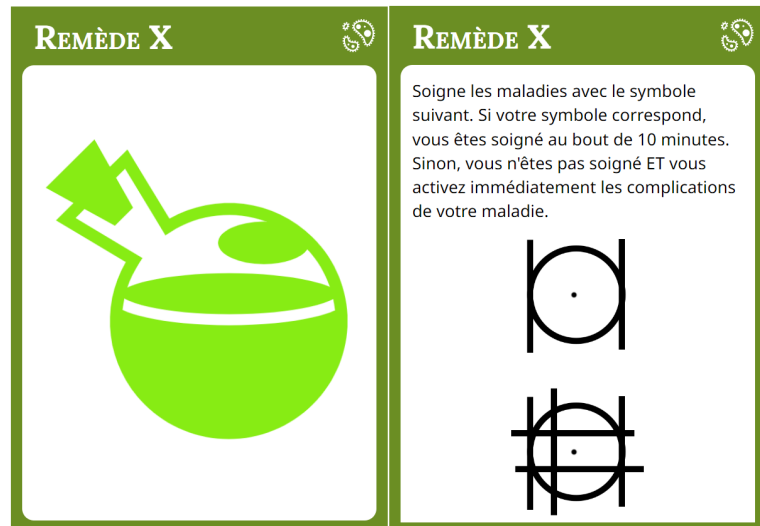 Remède X
Remède X
Soigne les maladies avec le symbole
suivant. Si votre symbole correspond,
vous êtes soigné au bout de 10 minutes.
Sinon, vous n'êtes pas soigné ET vous
activez immédiatement les complications
de votre maladie.